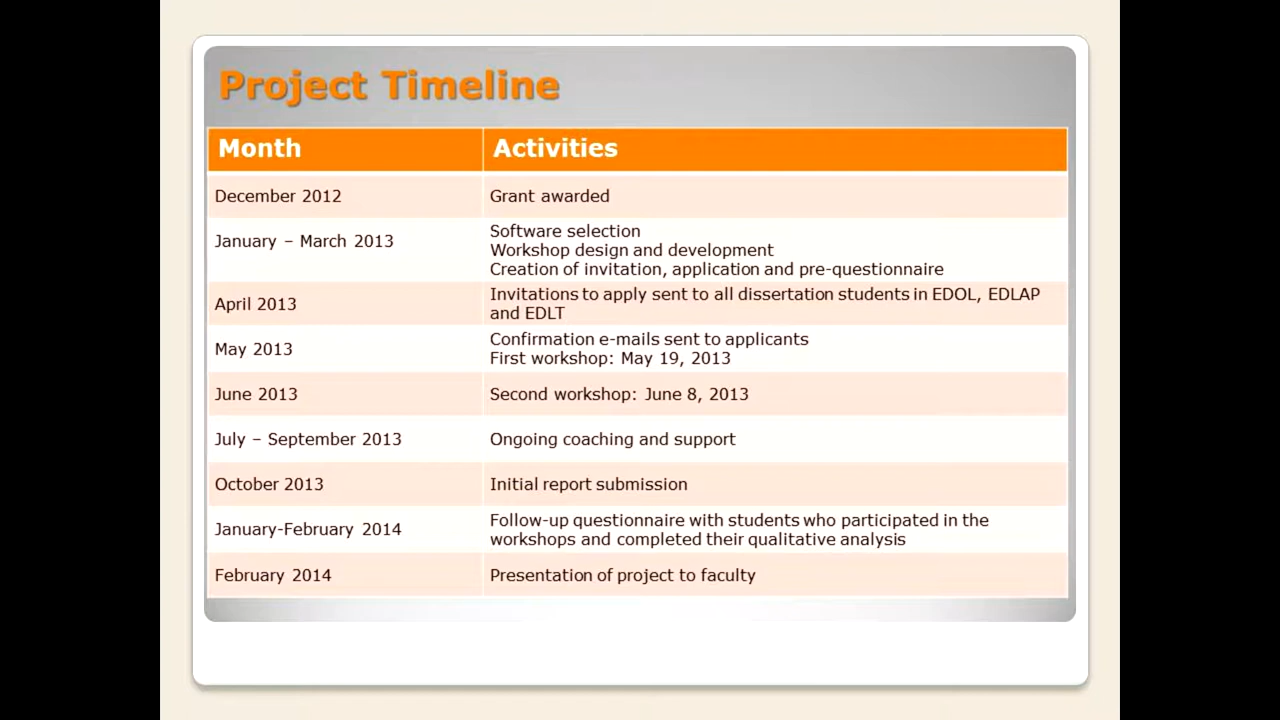 Project Timeline
Month Activities
December 2012 Grant awarded
January – March 2013 Software selection
Workshop design and development
Creation of invitation, application and pre-questionnaire
April 2013 Invitations to apply sent to all dissertation students in EDOL, EDLAP
and EDLT
May 2013 Confirmation e-mails sent to applicants
First workshop: May 19, 2013
June 2013 Second workshop: June 8, 2013
July – September 2013 Ongoing coaching and support
October 2013 Initial report submission
January-February 2014 Follow-up questionnaire with students who participated in the
workshops and completed their qualitative analysis
February 2014 Presentation of project to faculty